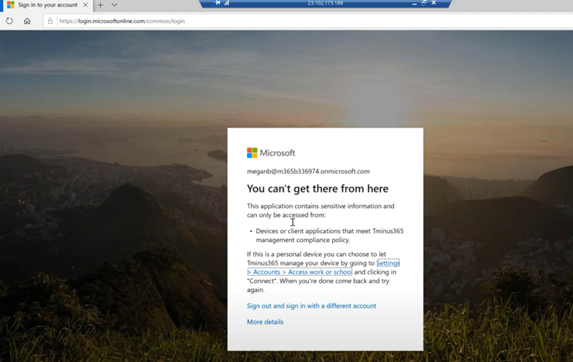 Sign in to your account
23.102.173.188
https://login.microsoftonline.com/common/login
Microsoft
meganb@m365b336974.onmicrosoft.com
You can't get there from here
This application contains sensitive information and
can only be accessed from:
• Devices or client applications that meet Tminus365
management compliance policy.
If this is a personal device you can choose to let
Tminus365 manage your device by going to Settings
> Accounts > Access work or school and clicking in
"Connect". When you're done come back and try
again.
Sign out and sign in with a different account
More details